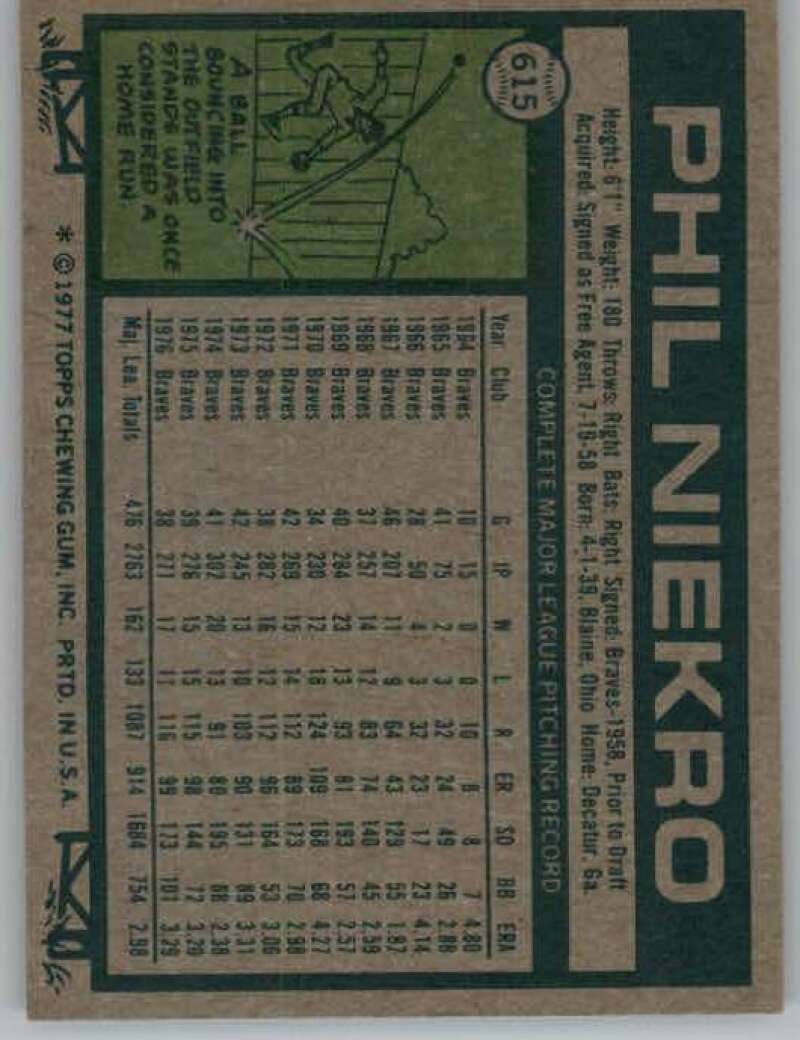 615
PHIL NIEKRO
Height: 6'1" Weight: 180 Throws: Right Bats: Right Signed: Braves-1958, Prior to Draft
Acquired: Signed as Free Agent, 7-19-58 Born: 4-1-39, Blaine, Ohio Home: Decatur, Ga.
COMPLETE MAJOR LEAGUE PITCHING RECORD
Year Club G IP W L R ER SO BB ERA
1964 Braves 10 15 0 0 10 8 8 7 4.80
1965 Braves 41 75 2 3 32 24 49 26 2.88
1966 Braves 28 50 4 3 32 23 17 23 4.14
1967 Braves 46 207 11 9 64 43 129 55 1.87
1968 Braves 37 257 14 12 83 74 140 45 2.59
1969 Braves 40 284 23 13 93 81 193 57 2.57
1970 Braves 34 230 12 18 124 109 168 68 4.27
1971 Braves 42 269 15 14 112 89 173 70 2.98
1972 Braves 38 282 16 12 112 96 164 53 3.06
1973 Braves 42 245 13 10 103 90 131 89 3.31
1974 Braves 41 302 20 13 91 80 195 88 2.38
1975 Braves 39 276 15 15 115 98 144 72 3.20
1976 Braves 38 271 17 11 116 99 173 101 3.29
Maj. Lea. Totals 476 2763 162 133 1087 914 1684 754 2.98
A BALL
BOUNCING INTO
THE OUTFIELD
STANDS WAS ONCE
CONSIDERED A
HOME RUN.
* © 1977 TOPPS CHEWING GUM, INC. PRTD. IN U.S.A.